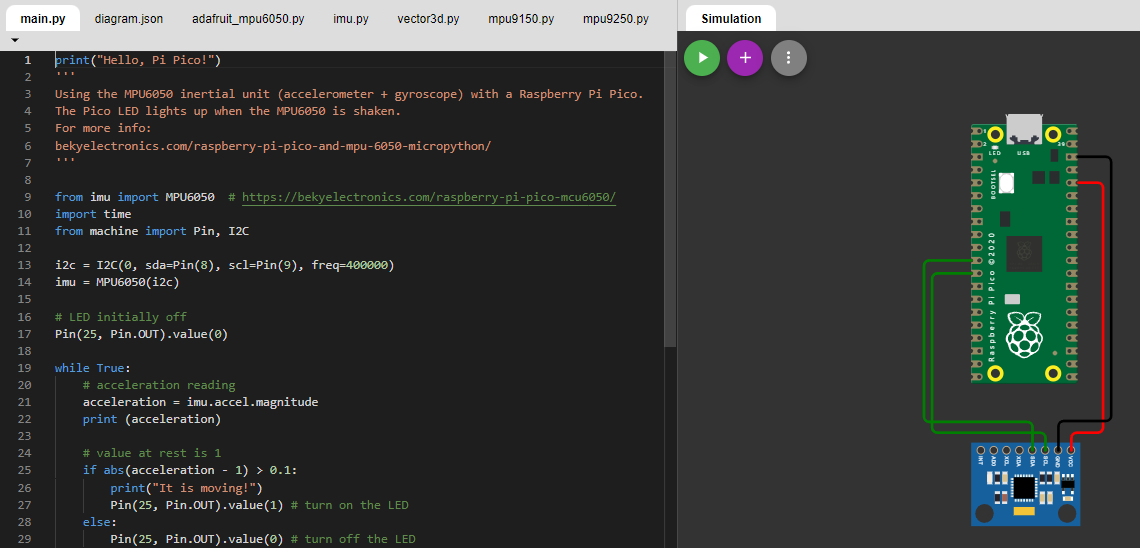 main.py diagram.json adafruit_mpu6050.py imu.py vector3d.py mpu9150.py mpu9250.py
1 print("Hello, Pi Pico!")
2 '''
3 Using the MPU6050 inertial unit (accelerometer + gyroscope) with a Raspberry Pi Pico.
4 The Pico LED lights up when the MPU6050 is shaken.
5 For more info:
6 bekyelectronics.com/raspberry-pi-pico-and-mpu-6050-micropython/
7 '''
8
9 from imu import MPU6050  # https://bekyelectronics.com/raspberry-pi-pico-mcu6050/
10 import time
11 from machine import Pin, I2C
12
13 i2c = I2C(0, sda=Pin(8), scl=Pin(9), freq=400000)
14 imu = MPU6050(i2c)
15
16 # LED initially off
17 Pin(25, Pin.OUT).value(0)
18
19 while True:
20     # acceleration reading
21     acceleration = imu.accel.magnitude
22     print (acceleration)
23
24     # value at rest is 1
25     if abs(acceleration - 1) > 0.1:
26         print("It is moving!")
27         Pin(25, Pin.OUT).value(1) # turn on the LED
28     else:
29         Pin(25, Pin.OUT).value(0) # turn off the LED
Simulation
2
39
LED
USB
BOOTSEL
Raspberry Pi Pico ©2020
INT
AD0
XCL
XDA
SDA
SCL
GND
VCC